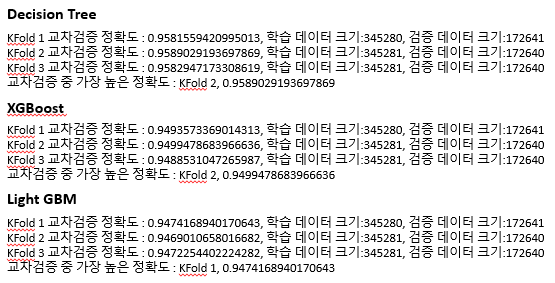 Decision Tree
KFold 1 교차검증 정확도 : 0.9581559420995013, 학습 데이터 크기:345280, 검증 데이터 크기:172641
KFold 2 교차검증 정확도 : 0.9589029193697869, 학습 데이터 크기:345281, 검증 데이터 크기:172640
KFold 3 교차검증 정확도 : 0.9582947173308619, 학습 데이터 크기:345281, 검증 데이터 크기:172640
교차검증 중 가장 높은 정확도 : KFold 2, 0.9589029193697869
XGBoost
KFold 1 교차검증 정확도 : 0.9493573369014313, 학습 데이터 크기:345280, 검증 데이터 크기:172641
KFold 2 교차검증 정확도 : 0.9499478683966636, 학습 데이터 크기:345281, 검증 데이터 크기:172640
KFold 3 교차검증 정확도 : 0.9488531047265987, 학습 데이터 크기:345281, 검증 데이터 크기:172640
교차검증 중 가장 높은 정확도 : KFold 2, 0.9499478683966636
Light GBM
KFold 1 교차검증 정확도 : 0.9474168940170643, 학습 데이터 크기:345280, 검증 데이터 크기:172641
KFold 2 교차검증 정확도 : 0.9469010658016682, 학습 데이터 크기:345281, 검증 데이터 크기:172640
KFold 3 교차검증 정확도 : 0.9472254402224282, 학습 데이터 크기:345281, 검증 데이터 크기:172640
교차검증 중 가장 높은 정확도 : KFold 1, 0.9474168940170643